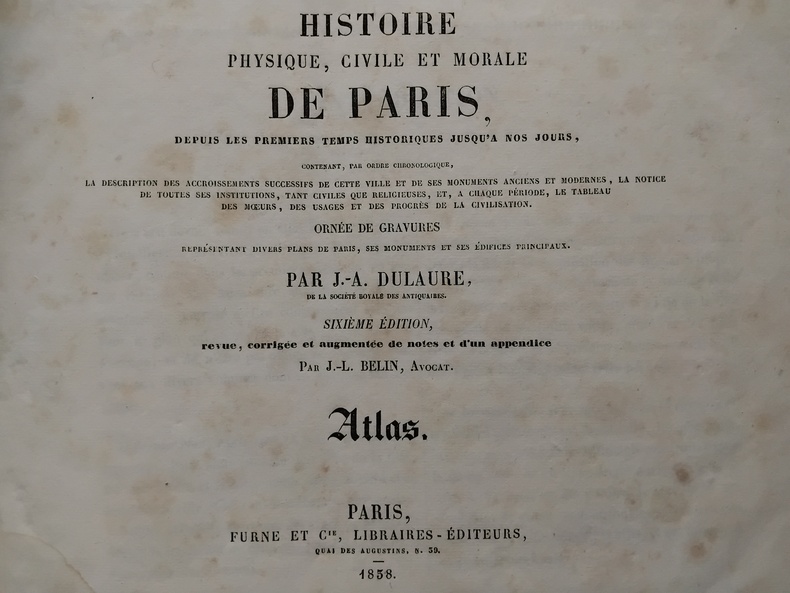 HISTOIRE
PHYSIQUE, CIVILE ET MORALE
DE PARIS,
DEPUIS LES PREMIERS TEMPS HISTORIQUES JUSQU'A NOS JOURS,
CONTENANT, PAR ORDRE CHRONOLOGIQUE,
LA DESCRIPTION DES ACCROISSEMENTS SUCCESSIFS DE CETTE VILLE ET DE SES MONUMENTS ANCIENS ET MODERNES, LA NOTICE
DE TOUTES SES INSTITUTIONS, TANT CIVILES QUE RELIGIEUSES, ET, A CHAQUE PÉRIODE, LE TABLEAU
DES MŒURS, DES USAGES ET DES PROGRÈS DE LA CIVILISATION.
ORNÉE DE GRAVURES
REPRÉSENTANT DIVERS PLANS DE PARIS, SES MONUMENTS ET SES ÉDIFICES PRINCIPAUX.
PAR J.-A. DULAURE,
DE LA SOCIÉTÉ ROYALE DES ANTIQUAIRES.
SIXIÈME ÉDITION,
revue, corrigée et augmentée de notes et d'un appendice
PAR J.-L. BELIN, AVOCAT.
Atlas.
PARIS,
FURNE ET Cie, LIBRAIRES-ÉDITEURS,
QUAI DES AUGUSTINS, N. 39.
1838.